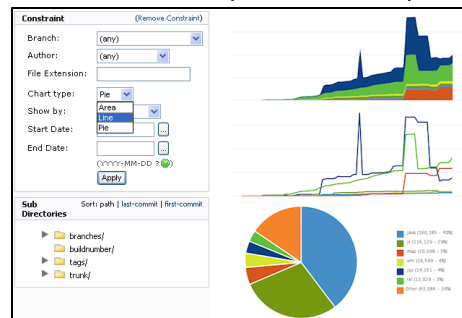 Constraint (Remove Constraint)
Branch: (any)
Author: (any)
File Extension:
Chart type: Pie
Area
Line
Pie
Show by:
Start Date: ...
End Date: ...
(YYYY-MM-DD ?)
Apply
Sub Directories
Sort: path | last-commit | first-commit
branches/
buildnumber/
tags/
trunk/